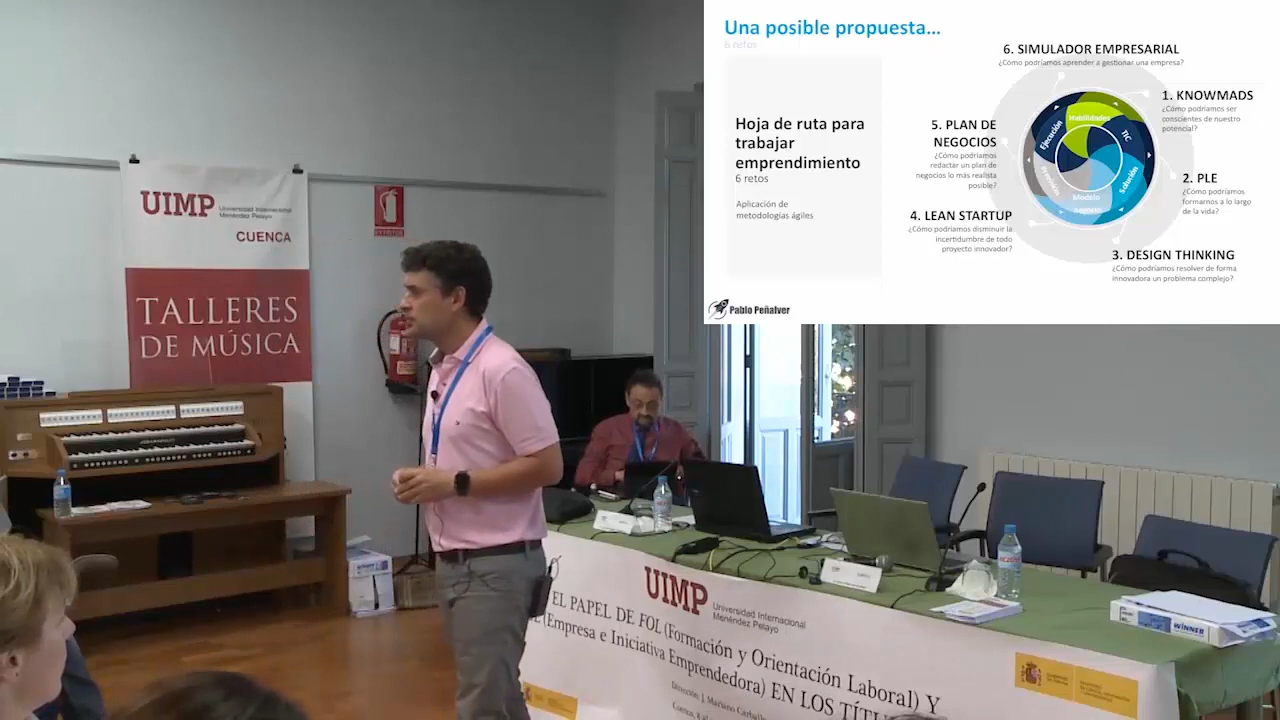 Una posible propuesta...
6 retos
6. SIMULADOR EMPRESARIAL
¿Cómo podríamos aprender a gestionar una empresa?
1. KNOWMADS
¿Cómo podríamos ser
conscientes de nuestro
potencial?
Hoja de ruta para
trabajar
emprendimiento
6 retos
Aplicación de
metodologías ágiles
5. PLAN DE
NEGOCIOS
¿Cómo podríamos
redactar un plan de
negocios lo más realista
posible?
Habilidades
TIC
Solución
Modelo
negocio
Ejecución
2. PLE
¿Cómo podríamos
formarnos a lo largo
de la vida?
4. LEAN STARTUP
¿Cómo podríamos disminuir la
incertidumbre de todo
proyecto innovador?
3. DESIGN THINKING
¿Cómo podríamos resolver de forma
innovadora un problema complejo?
Pablo Peñalver
UIMP
Universidad Internacional
Menéndez Pelayo
CUENCA
TALLERES
DE MÚSICA
EXTINTOR
UIMP
Universidad Internacional
Menéndez Pelayo
EL PAPEL DE FOL (Formación y Orientación Laboral) Y
(Empresa e Iniciativa Emprendedora) EN LOS
Dirección: J. Mariano
Cuenca,
WINNER